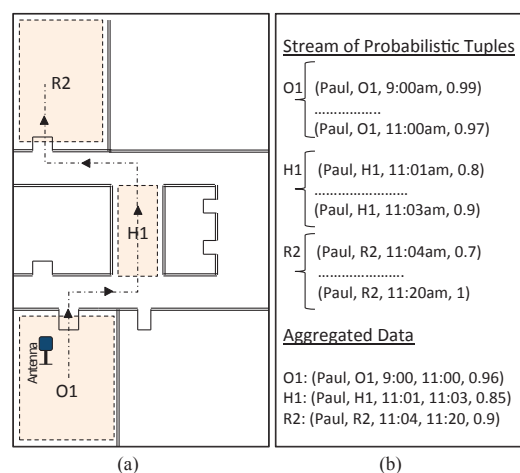 R2
H1
Antenna
O1
(a)
Stream of Probabilistic Tuples
O1
(Paul, O1, 9:00am, 0.99)
..................
(Paul, O1, 11:00am, 0.97)
H1
(Paul, H1, 11:01am, 0.8)
........................
(Paul, H1, 11:03am, 0.9)
R2
(Paul, R2, 11:04am, 0.7)
.......................
(Paul, R2, 11:20am, 1)
Aggregated Data
O1: (Paul, O1, 9:00, 11:00, 0.96)
H1: (Paul, H1, 11:01, 11:03, 0.85)
R2: (Paul, R2, 11:04, 11:20, 0.9)
(b)